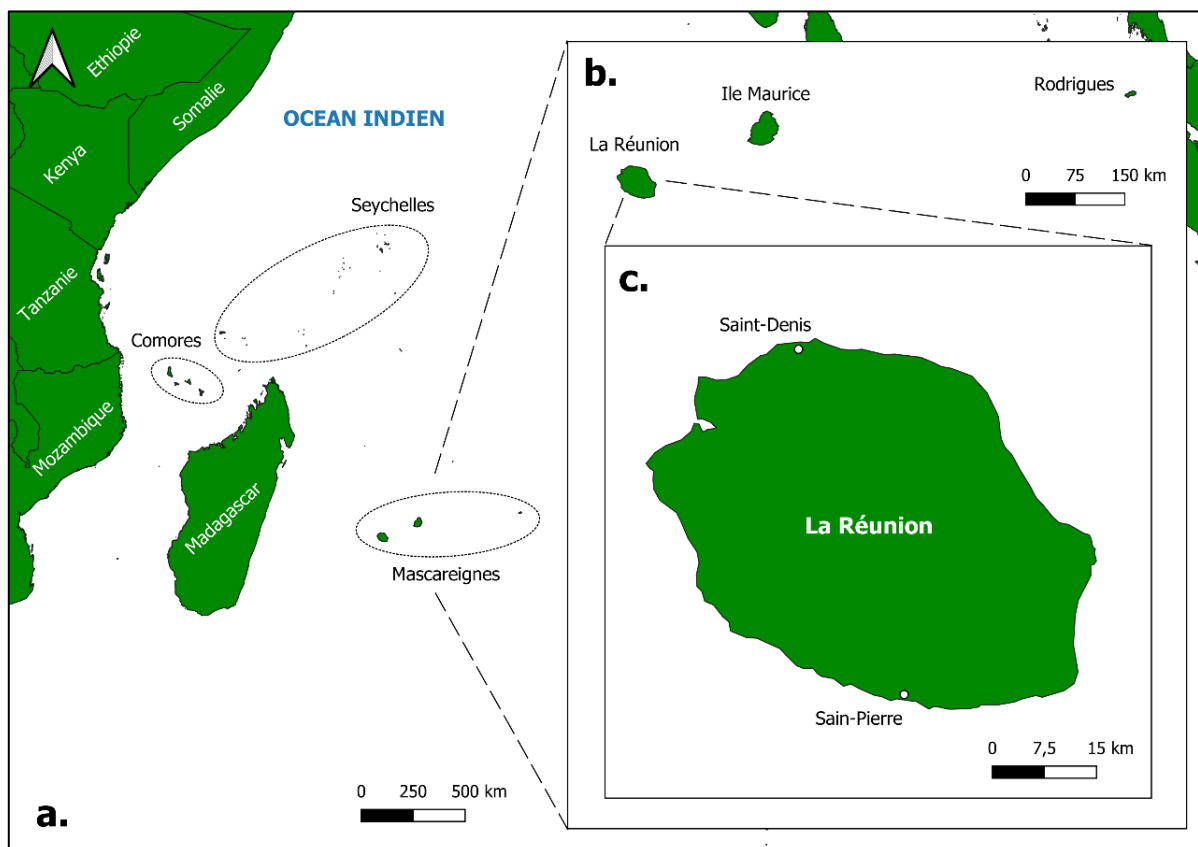 Ethiopie
Somalie
Kenya
Tanzanie
Mozambique
Madagascar
OCEAN INDIEN
Seychelles
Comores
Mascareignes
0 250 500 km
a.
b.
Ile Maurice
Rodrigues
La Réunion
0 75 150 km
c.
Saint-Denis
La Réunion
Sain-Pierre
0 7,5 15 km